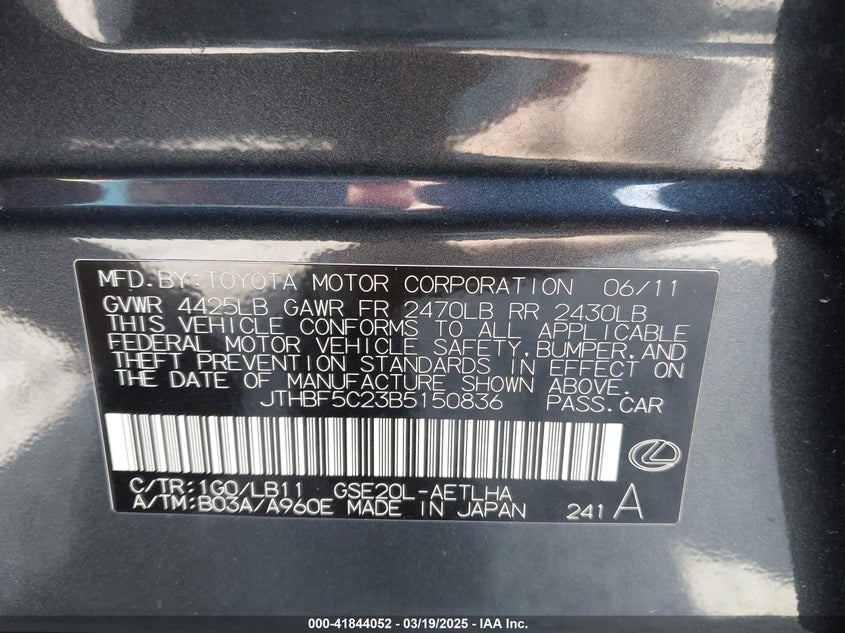 MFD.BY:TOYOTA MOTOR CORPORATION 06/11
GVWR 4425LB GAWR FR 2470LB RR 2430LB
THIS VEHICLE CONFORMS TO ALL APPLICABLE
FEDERAL MOTOR VEHICLE SAFETY,BUMPER,AND
THEFT PREVENTION STANDARDS IN EFFECT ON
THE DATE OF MANUFACTURE SHOWN ABOVE.
JTHBF5C23B5150836 PASS.CAR
C/TR:1G0/LB11 GSE20L-AETLHA
A/TM:B03A/A960E MADE IN JAPAN 241 A
000-41844052 - 03/19/2025 - IAA Inc.